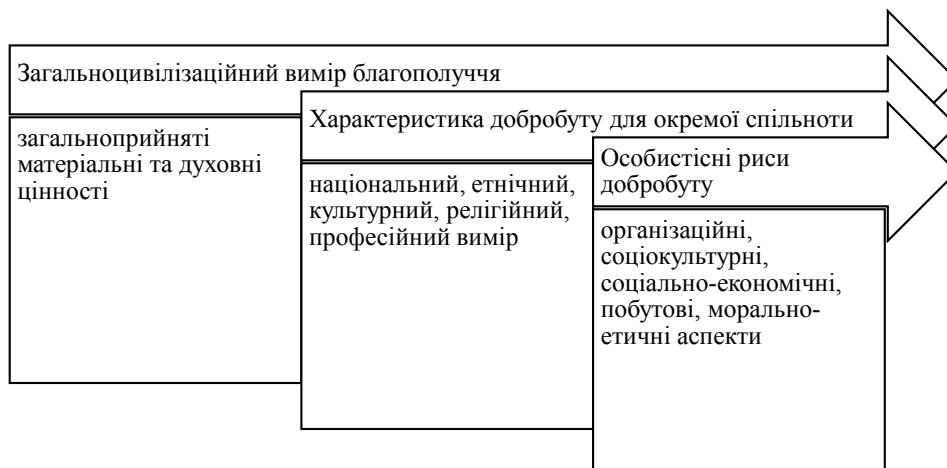 Загальноцивілізаційний вимір благополуччя
загальноприйняті
матеріальні та духовні
цінності
Характеристика добробуту для окремої спільноти
національний, етнічний,
культурний, релігійний,
професійний вимір
Особистісні риси
добробуту
організаційні,
соціокультурні,
соціально-економічні,
побутові, морально-
етичні аспекти